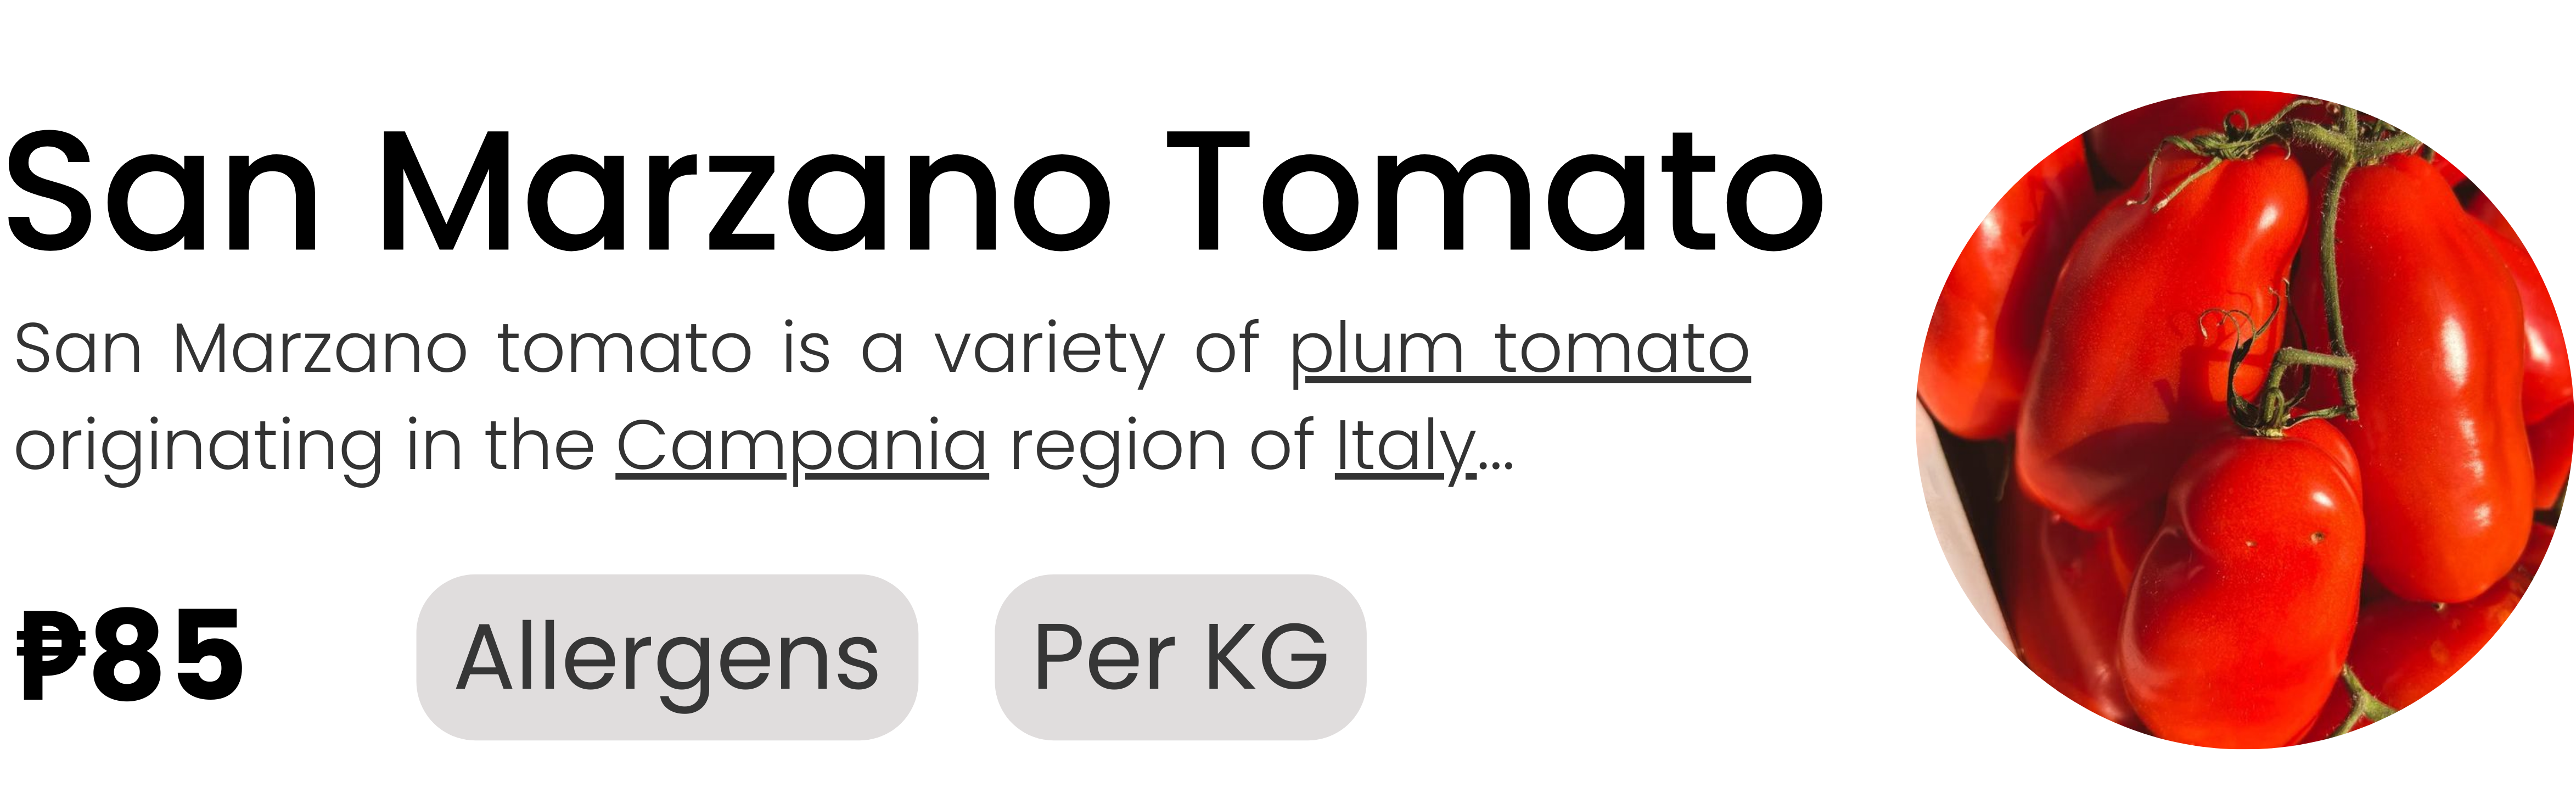 San Marzano Tomato
San Marzano tomato is a variety of plum tomato
originating in the Campania region of Italy...
₱85
Allergens
Per KG